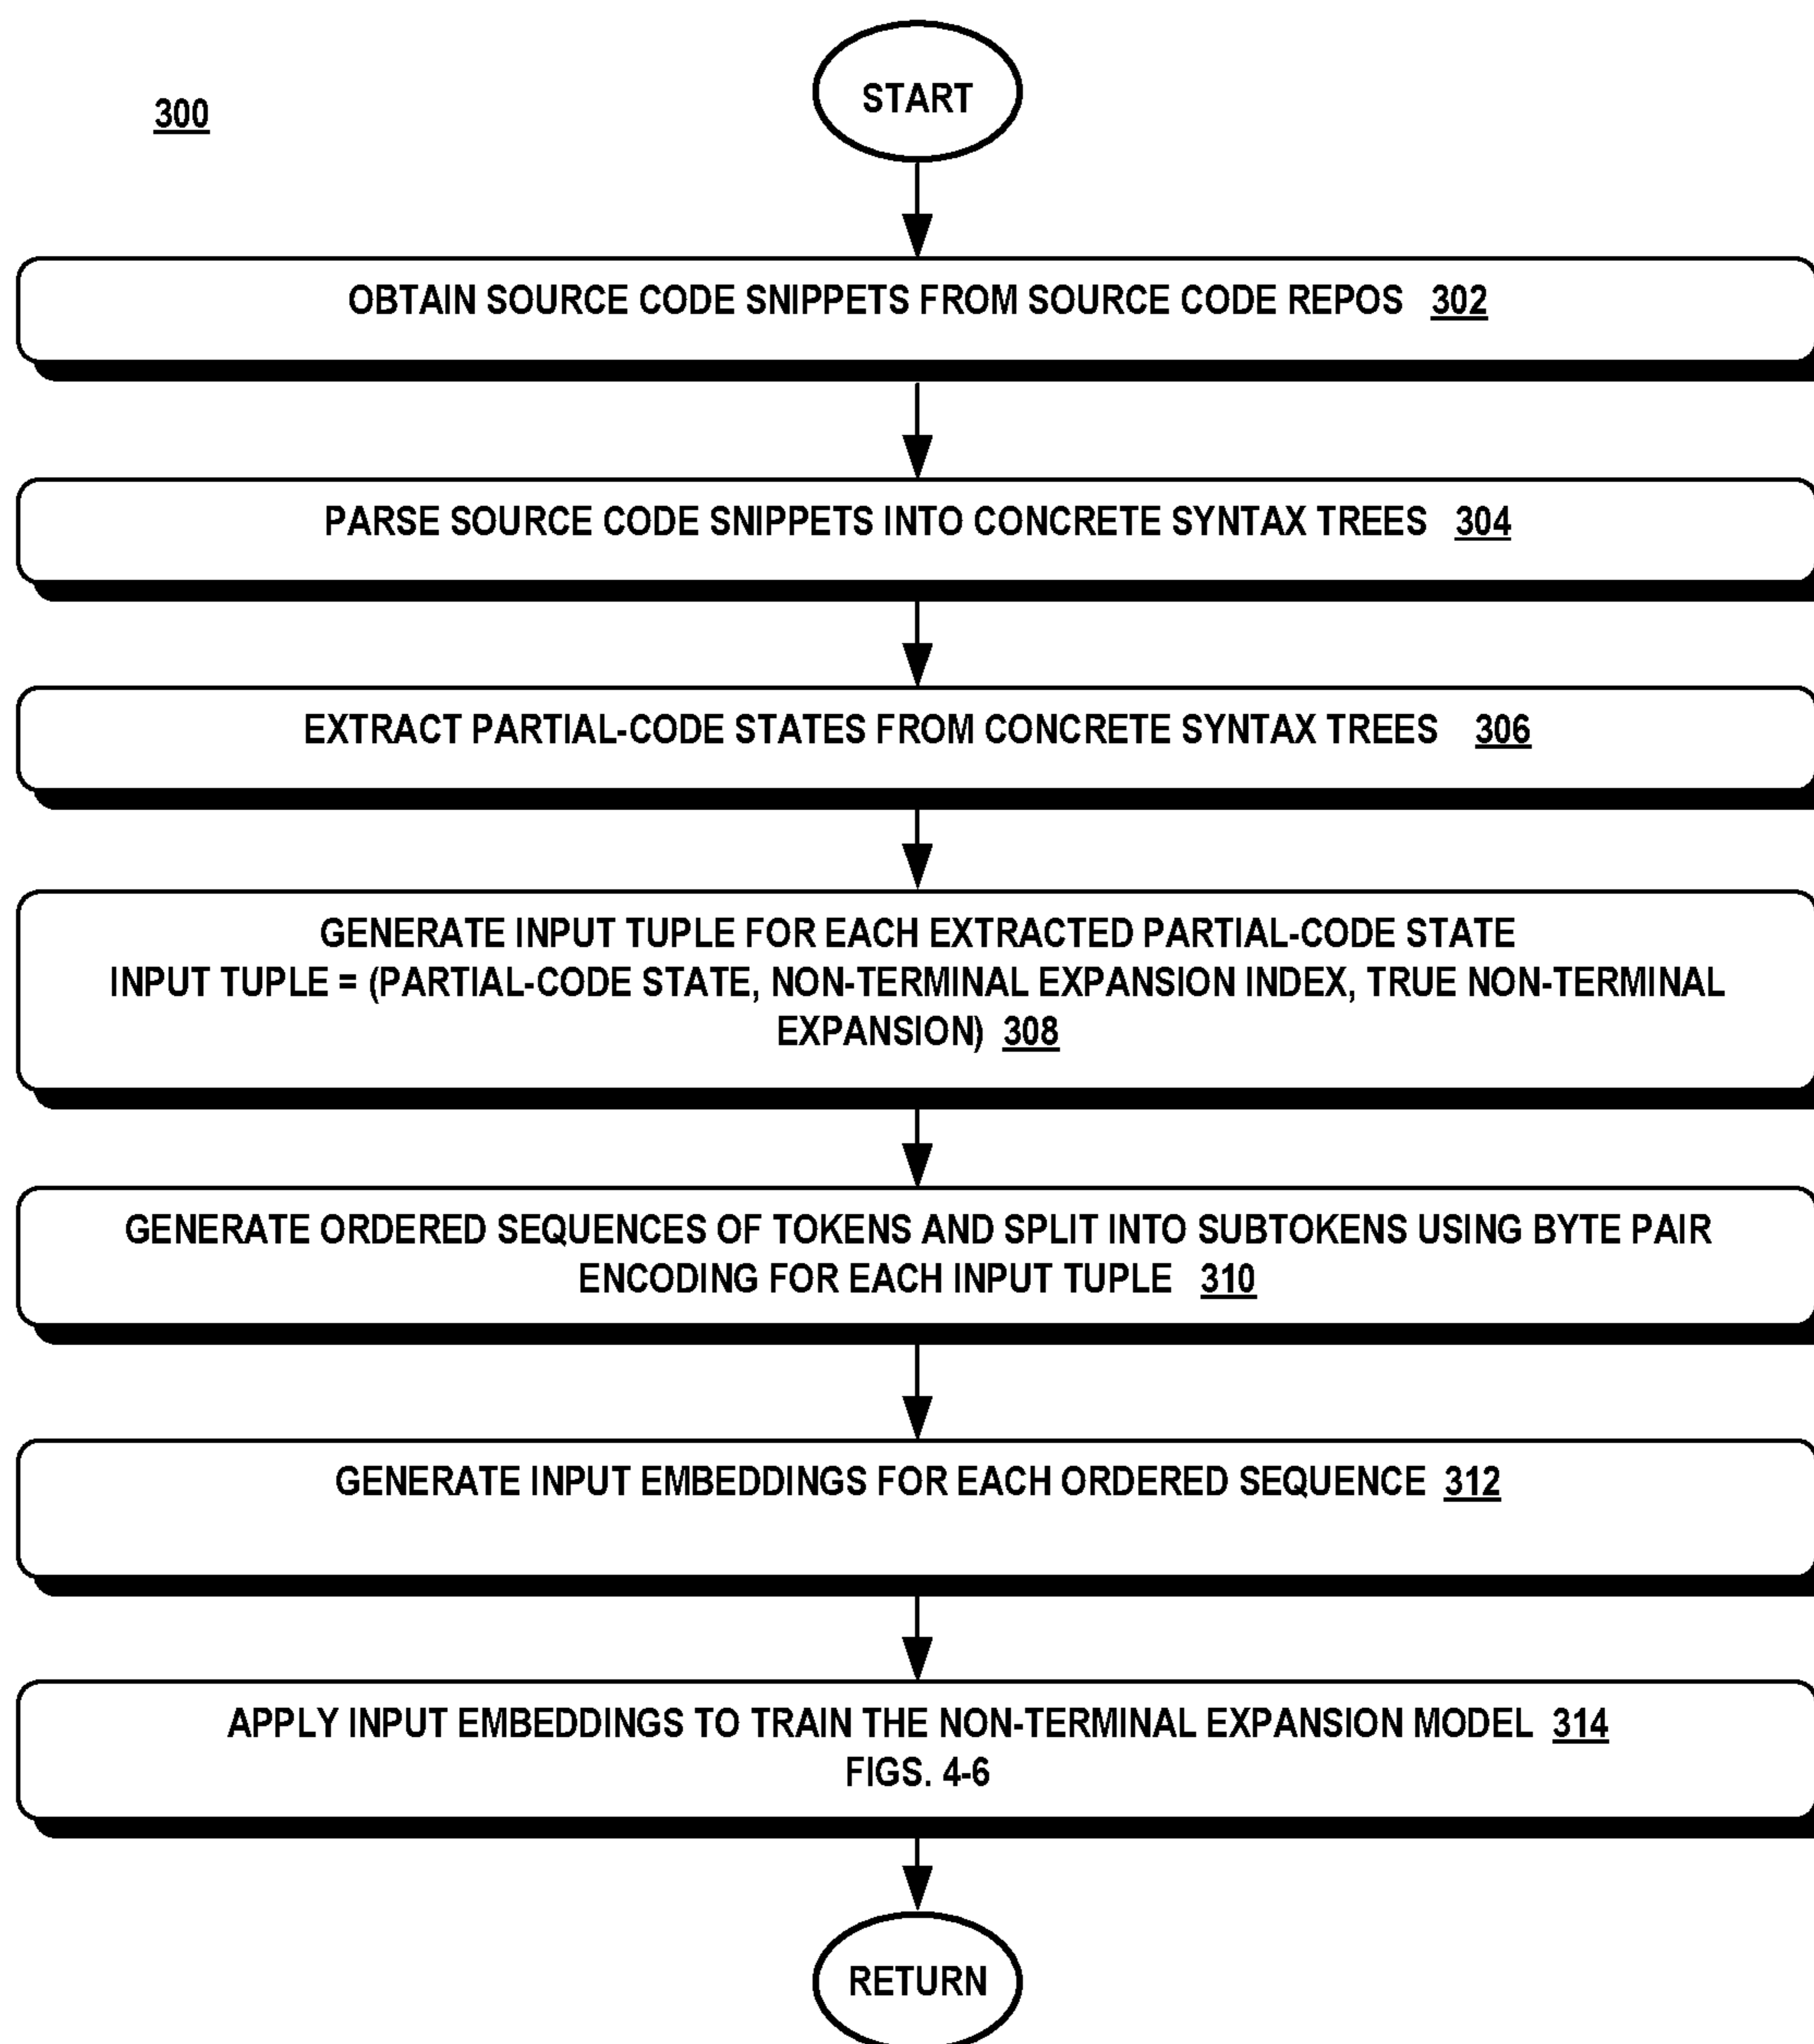 START
300
OBTAIN SOURCE CODE SNIPPETS FROM SOURCE CODE REPOS 302
PARSE SOURCE CODE SNIPPETS INTO CONCRETE SYNTAX TREES 304
EXTRACT PARTIAL-CODE STATES FROM CONCRETE SYNTAX TREES 306
GENERATE INPUT TUPLE FOR EACH EXTRACTED PARTIAL-CODE STATE
INPUT TUPLE = (PARTIAL-CODE STATE, NON-TERMINAL EXPANSION INDEX, TRUE NON-TERMINAL
EXPANSION) 308
GENERATE ORDERED SEQUENCES OF TOKENS AND SPLIT INTO SUBTOKENS USING BYTE PAIR
ENCODING FOR EACH INPUT TUPLE 310
GENERATE INPUT EMBEDDINGS FOR EACH ORDERED SEQUENCE 312
APPLY INPUT EMBEDDINGS TO TRAIN THE NON-TERMINAL EXPANSION MODEL 314
FIGS. 4-6
RETURN